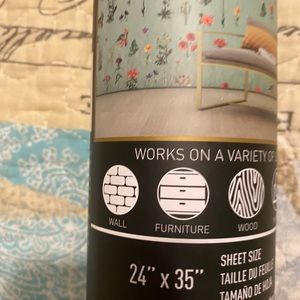 WORKS ON A VARIETY OF
WALL
FURNITURE
WOOD
24” x 35”
SHEET SIZE
TAILLE DU FEUILLE
TAMAÑO DE HOJA